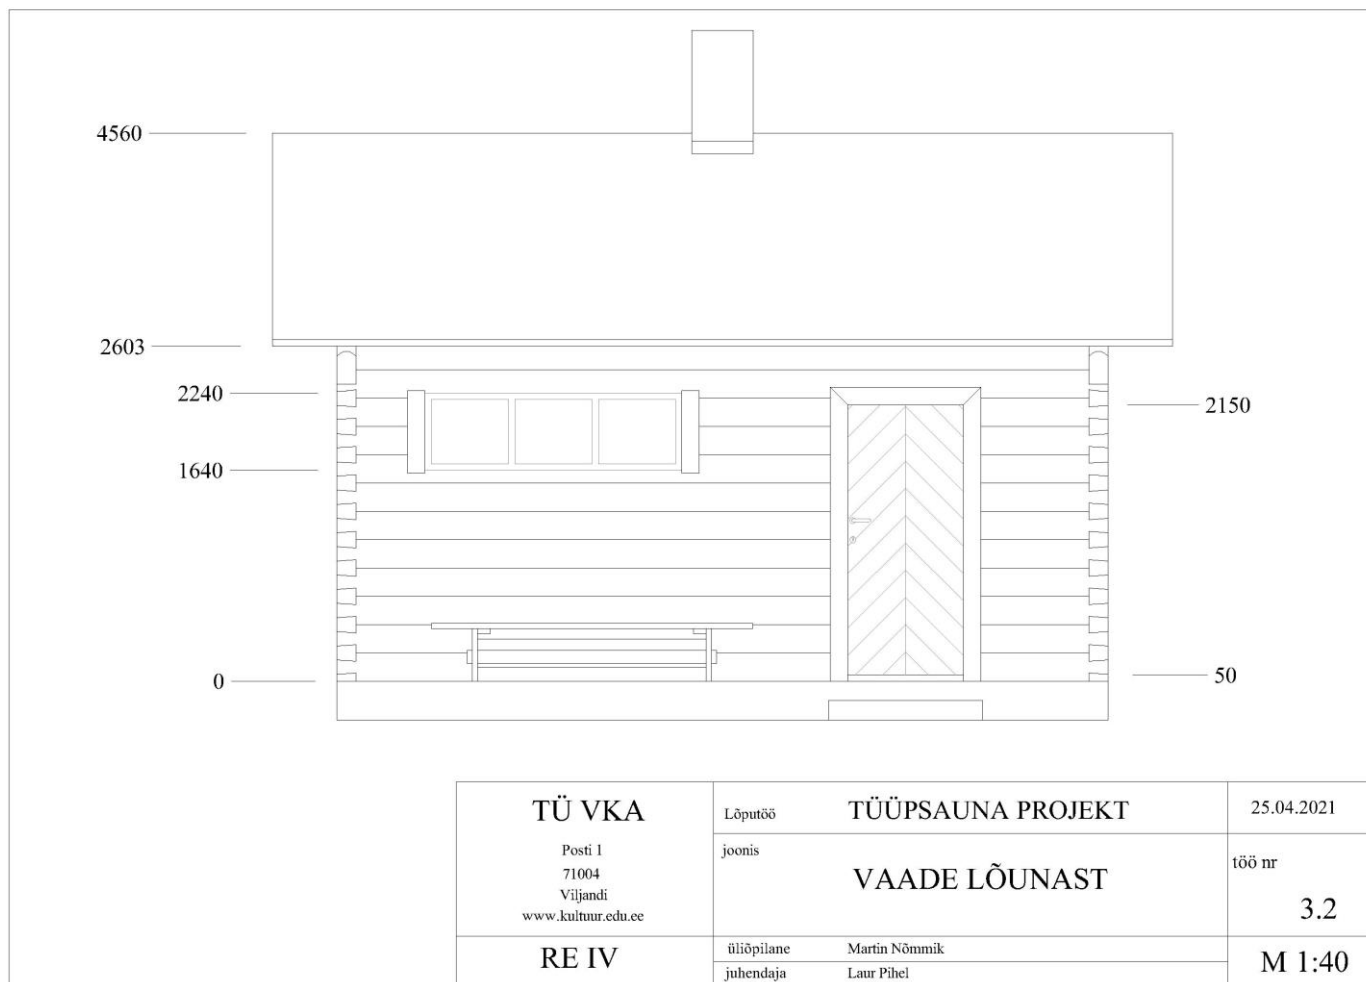 4560
2603
2240
2150
1640
0
50
TÜ VKA
Posti 1
71004
Viljandi
www.kultuur.edu.ee
RE IV
Lõputöö TÜÜPSAUNA PROJEKT
joonis
VAADE LÕUNAST
üliõpilane Martin Nõmmik
juhendaja Laur Pihel
25.04.2021
töö nr
3.2
M 1:40